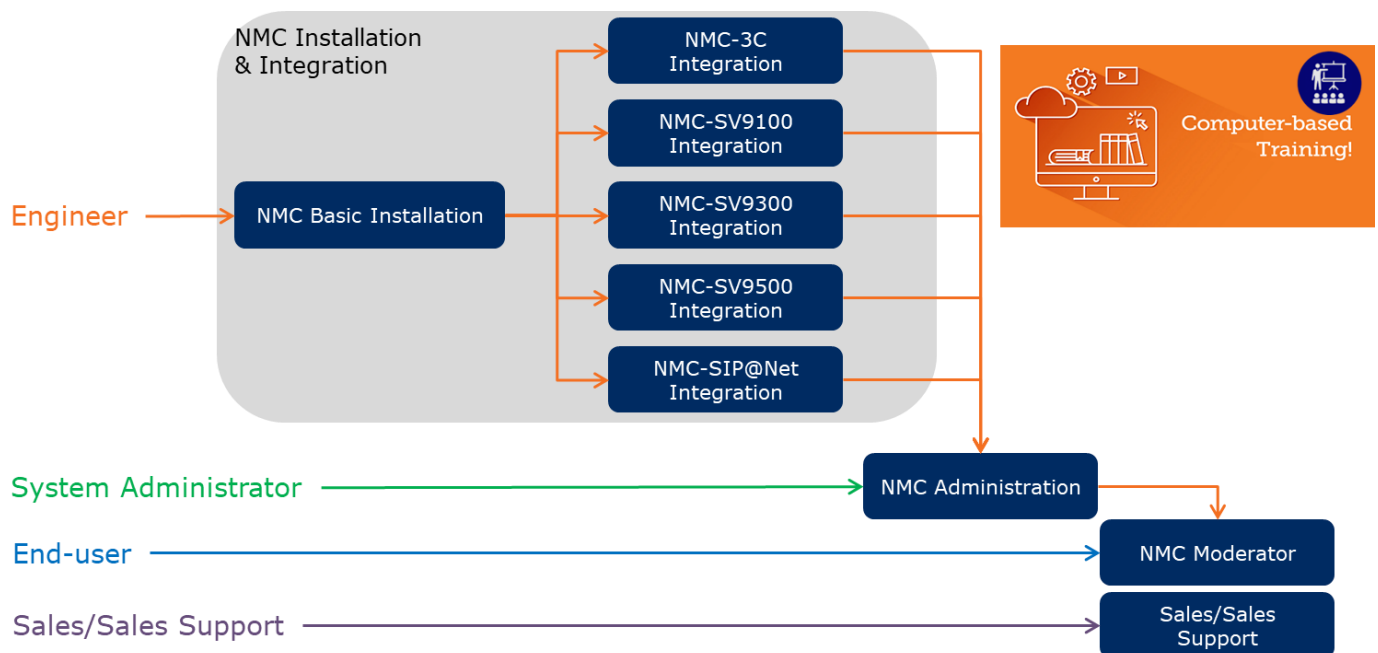 NMC Installation
& Integration
NMC-3C
Integration
NMC-SV9100
Integration
Computer-based
Training!
Engineer
NMC Basic Installation
NMC-SV9300
Integration
NMC-SV9500
Integration
NMC-SIP@Net
Integration
System Administrator
NMC Administration
End-user
NMC Moderator
Sales/Sales Support
Sales/Sales
Support